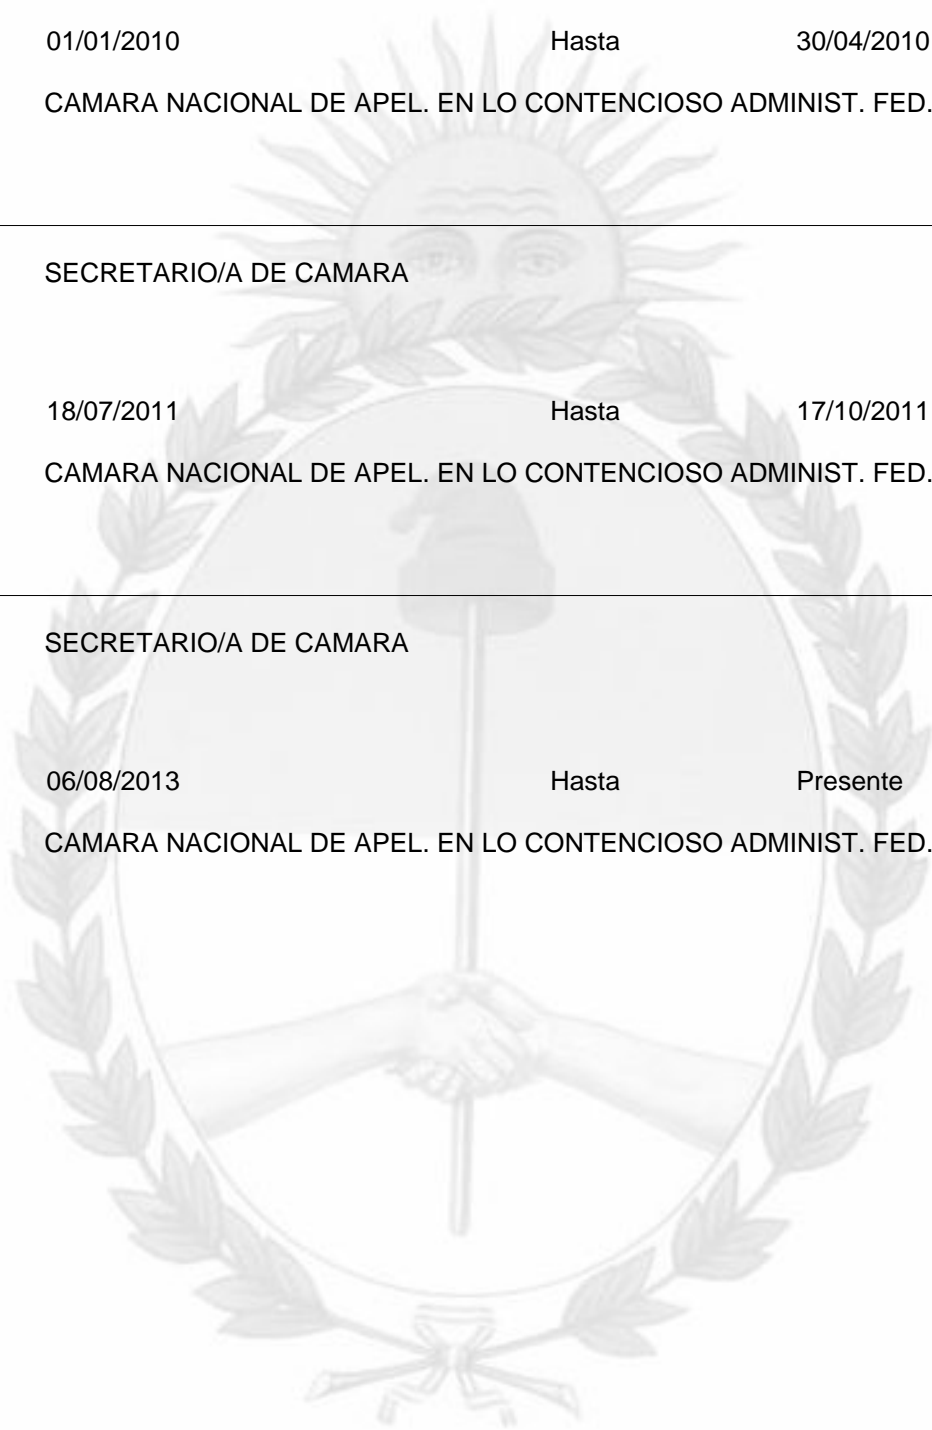 01/01/2010 Hasta 30/04/2010
CAMARA NACIONAL DE APEL. EN LO CONTENCIOSO ADMINIST. FED.
SECRETARIO/A DE CAMARA
18/07/2011 Hasta 17/10/2011
CAMARA NACIONAL DE APEL. EN LO CONTENCIOSO ADMINIST. FED.
SECRETARIO/A DE CAMARA
06/08/2013 Hasta Presente
CAMARA NACIONAL DE APEL. EN LO CONTENCIOSO ADMINIST. FED.